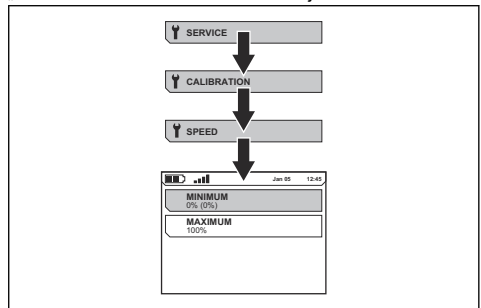 SERVICE
CALIBRATION
SPEED
Jan 05 12:45
MINIMUM
0% (0%)
MAXIMUM
100%